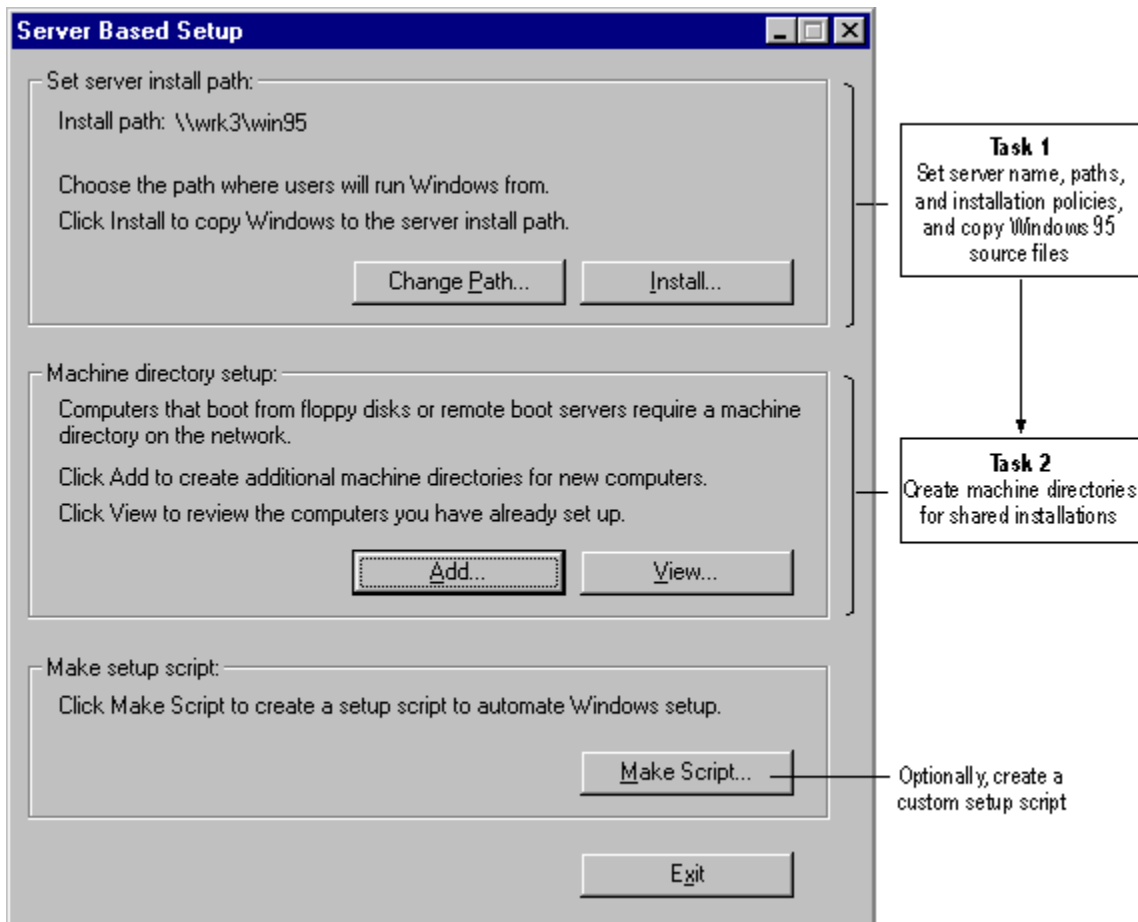 Server Based Setup
Set server install path:
Install path: \\wrk3\win95
Choose the path where users will run Windows from.
Click Install to copy Windows to the server install path.
Change Path...
Install...
Task 1
Set server name, paths,
and installation policies,
and copy Windows 95
source files
Machine directory setup:
Computers that boot from floppy disks or remote boot servers require a machine
directory on the network.
Click Add to create additional machine directories for new computers.
Click View to review the computers you have already set up.
Add...
View...
Task 2
Create machine directories
for shared installations
Make setup script:
Click Make Script to create a setup script to automate Windows setup.
Make Script...
Optionally, create a
custom setup script
Exit